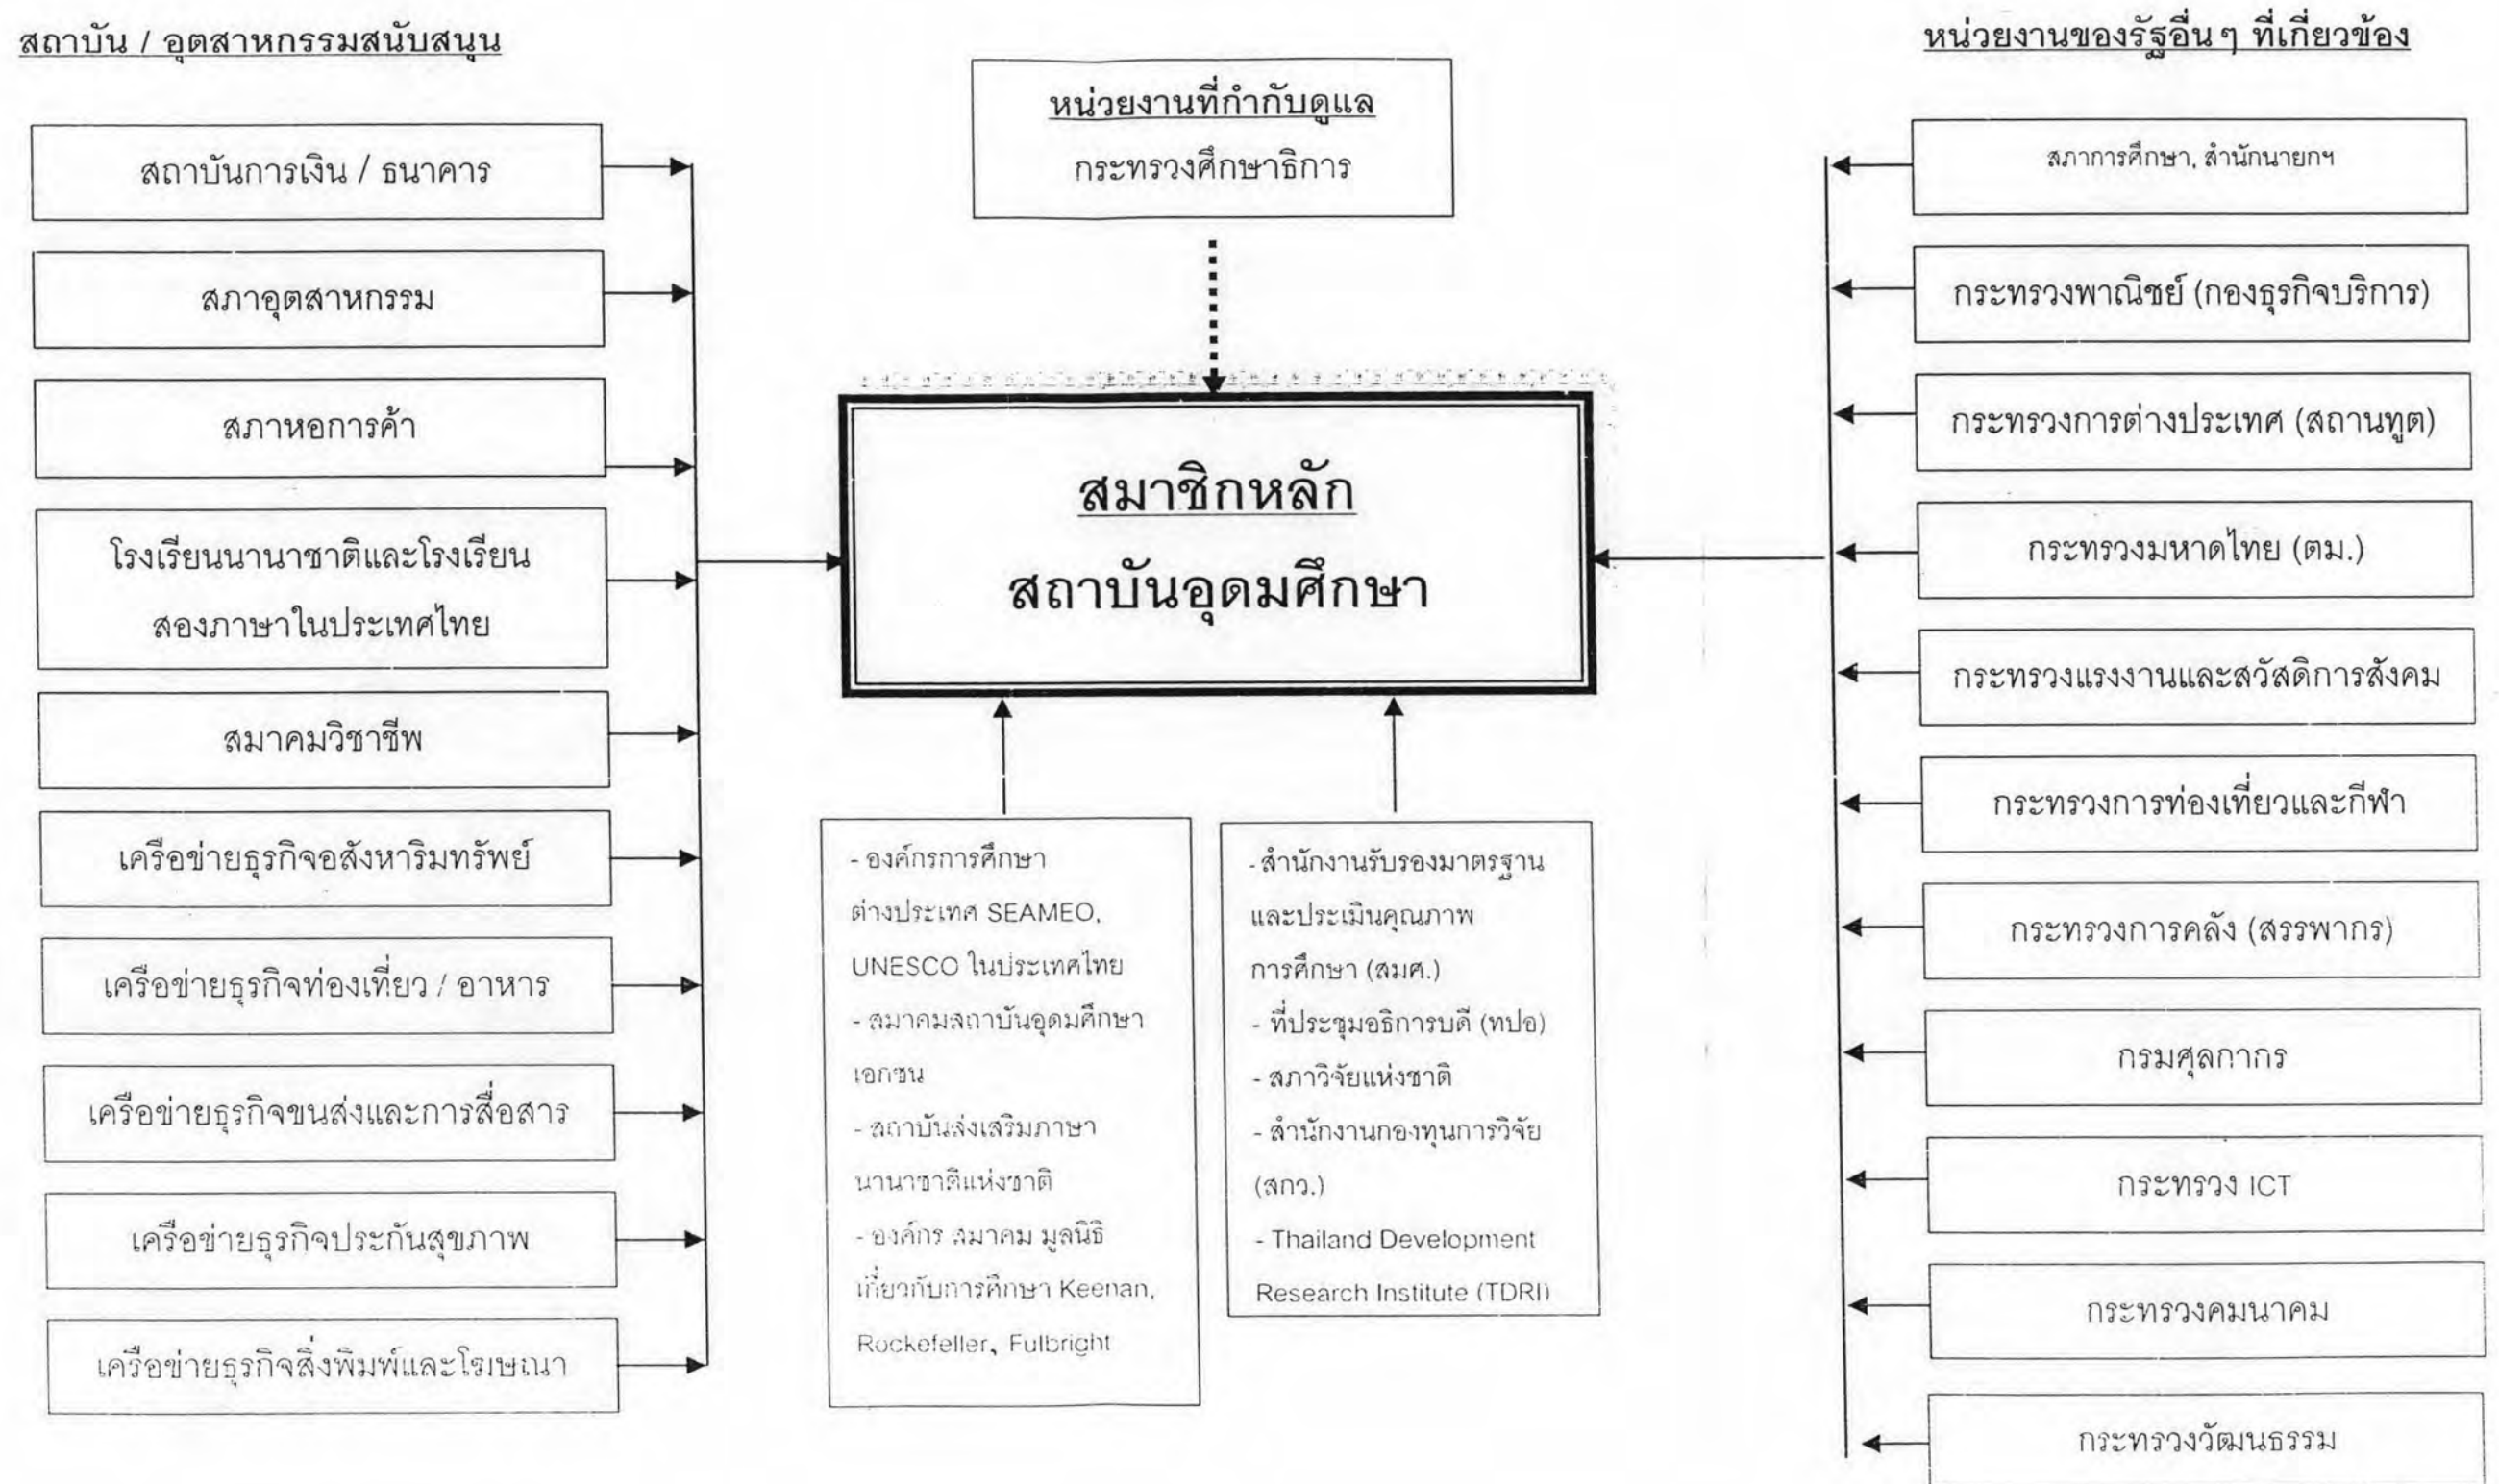 สถาบัน / อุตสาหกรรมสนับสนุน
สถาบันการเงิน / ธนาคาร
สภาอุตสาหกรรม
สภาหอการค้า
โรงเรียนนานาชาติและโรงเรียน
สองภาษาในประเทศไทย
สมาคมวิชาชีพ
เครือข่ายธุรกิจอสังหาริมทรัพย์
เครือข่ายธุรกิจท่องเที่ยว / อาหาร
เครือข่ายธุรกิจขนส่งและการสื่อสาร
เครือข่ายธุรกิจประกันสุขภาพ
เครือข่ายธุรกิจสิ่งพิมพ์และโฆษณา
หน่วยงานที่กำกับดูแล
กระทรวงศึกษาธิการ
สมาชิกหลัก
สถาบันอุดมศึกษา
- องค์กรการศึกษา
ต่างประเทศ SEAMEO,
UNESCO ในประเทศไทย
- สมาคมสถาบันอุดมศึกษา
เอกชน
- สถาบันส่งเสริมภาษา
นานาชาติแห่งชาติ
- องค์กร สมาคม มูลนิธิ
เกี่ยวกับการศึกษา Keenan,
Rockefeller, Fulbright
- สำนักงานรับรองมาตรฐาน
และประเมินคุณภาพ
การศึกษา (สมศ.)
- ที่ประชุมอธิการบดี (ทปอ)
- สภาวิจัยแห่งชาติ
- สำนักงานกองทุนการวิจัย
(สกว.)
- Thailand Development
Research Institute (TDRI)
หน่วยงานของรัฐอื่น ๆ ที่เกี่ยวข้อง
สภาการศึกษา, สำนักนายกฯ
กระทรวงพาณิชย์ (กองธุรกิจบริการ)
กระทรวงการต่างประเทศ (สถานทูต)
กระทรวงมหาดไทย (ตม.)
กระทรวงแรงงานและสวัสดิการสังคม
กระทรวงการท่องเที่ยวและกีฬา
กระทรวงการคลัง (สรรพากร)
กรมศุลกากร
กระทรวง ICT
กระทรวงคมนาคม
กระทรวงวัฒนธรรม